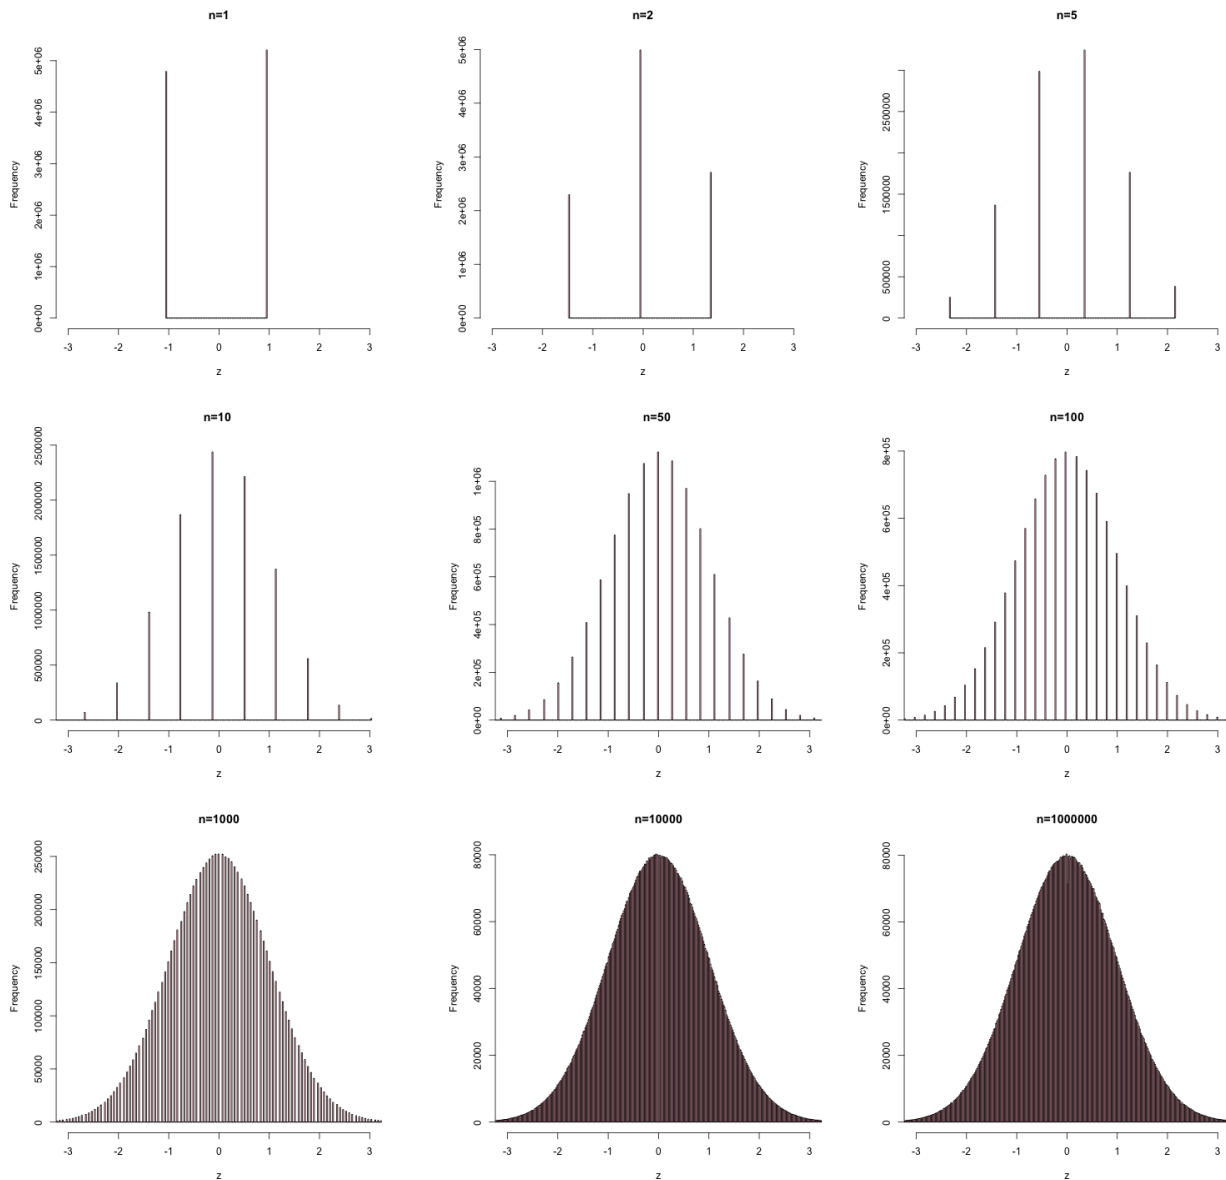 n=1
Frequency
0e+00 1e+06 2e+06 3e+06 4e+06 5e+06
-3 -2 -1 0 1 2 3
z
n=2
Frequency
0e+00 1e+06 2e+06 3e+06 4e+06 5e+06
-3 -2 -1 0 1 2 3
z
n=5
Frequency
0 500000 1500000 2500000
-3 -2 -1 0 1 2 3
z
n=10
Frequency
0 500000 1000000 1500000 2000000 2500000
-3 -2 -1 0 1 2 3
z
n=50
Frequency
0e+00 2e+05 4e+05 6e+05 8e+05 1e+06
-3 -2 -1 0 1 2 3
z
n=100
Frequency
0e+00 2e+05 4e+05 6e+05 8e+05
-3 -2 -1 0 1 2 3
z
n=1000
Frequency
0 50000 100000 150000 200000 250000
-3 -2 -1 0 1 2 3
z
n=10000
Frequency
0 20000 40000 60000 80000
-3 -2 -1 0 1 2 3
z
n=1000000
Frequency
0 20000 40000 60000 80000
-3 -2 -1 0 1 2 3
z